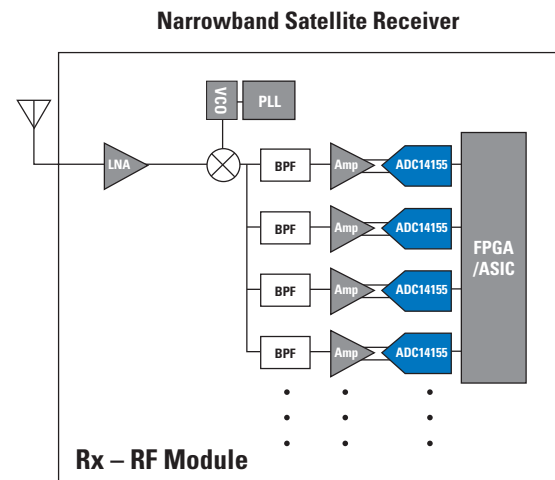 Narrowband Satellite Receiver
VCO
PLL
LNA
BPF
Amp
ADC14155
BPF
Amp
ADC14155
FPGA
/ASIC
BPF
Amp
ADC14155
BPF
Amp
ADC14155
Rx – RF Module